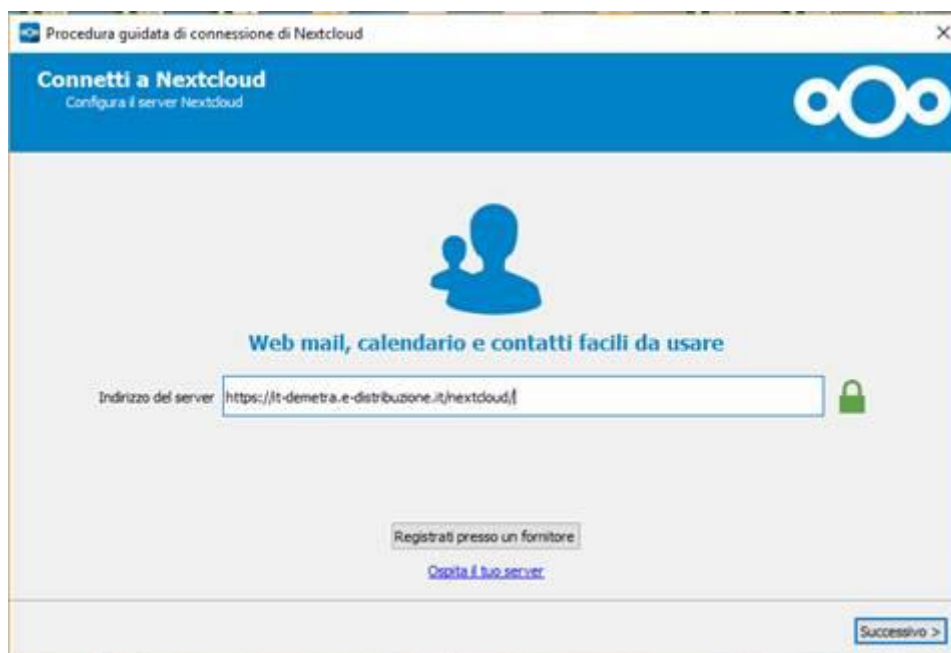 Procedura guidata di connessione di Nextcloud
Connetti a Nextcloud
Configura il server Nextcloud
Web mail, calendario e contatti facili da usare
Indirizzo del server https://lt-demetra.e-distribuzione.it/nextcloud/
Registrati presso un fornitore
Ospita il tuo server
Successivo >